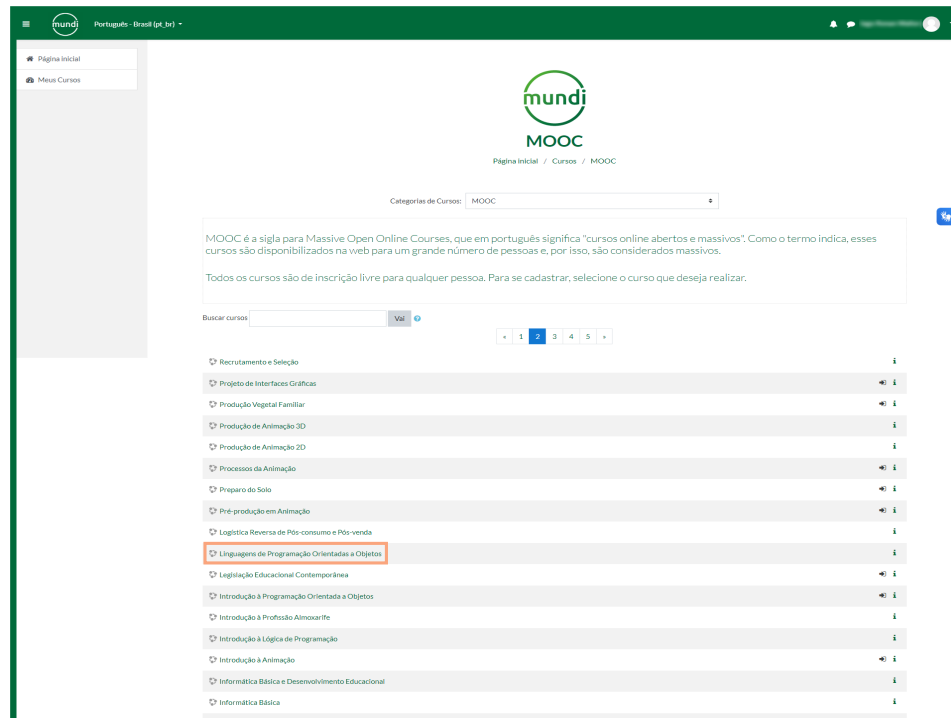 mundi
Português - Brasil (pt_br)
Página inicial
Meus Cursos
mundi
MOOC
Página inicial / Cursos / MOOC
Categorias de Cursos: MOOC
MOOC é a sigla para Massive Open Online Courses, que em português significa "cursos online abertos e massivos". Como o termo indica, esses
cursos são disponibilizados na web para um grande número de pessoas e, por isso, são considerados massivos.
Todos os cursos são de inscrição livre para qualquer pessoa. Para se cadastrar, selecione o curso que deseja realizar.
Buscar cursos Vai
« 1 2 3 4 5 »
Recrutamento e Seleção
Projeto de Interfaces Gráficas
Produção Vegetal Familiar
Produção de Animação 3D
Produção de Animação 2D
Processos da Animação
Preparo do Solo
Pré-produção em Animação
Logística Reversa de Pós-consumo e Pós-venda
Linguagens de Programação Orientadas a Objetos
Legislação Educacional Contemporânea
Introdução à Programação Orientada a Objetos
Introdução à Profissão Almoxarife
Introdução à Lógica de Programação
Introdução à Animação
Informática Básica e Desenvolvimento Educacional
Informática Básica